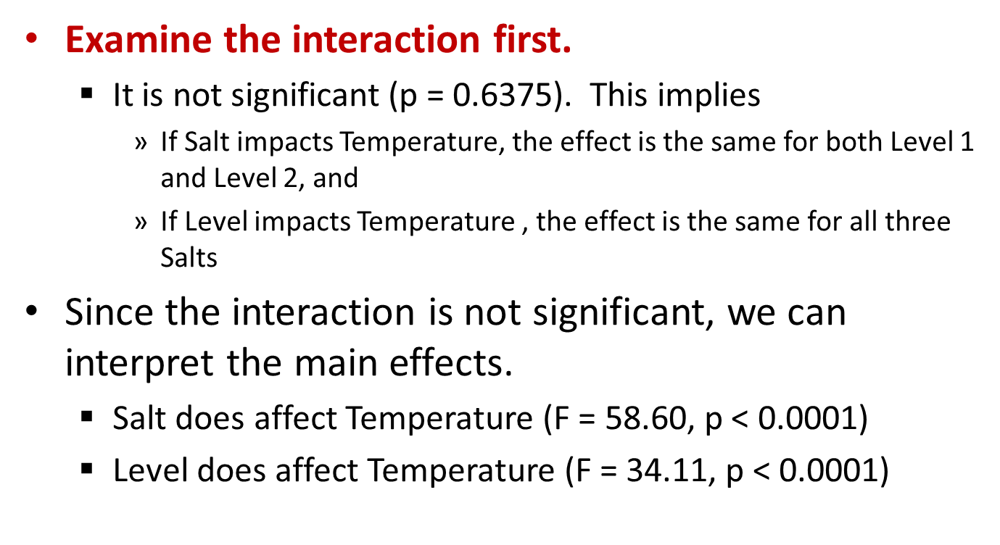 • Examine the interaction first.
▪ It is not significant (p = 0.6375).  This implies
» If Salt impacts Temperature, the effect is the same for both Level 1
and Level 2, and
» If Level impacts Temperature , the effect is the same for all three
Salts
• Since the interaction is not significant, we can
interpret the main effects.
▪ Salt does affect Temperature (F = 58.60, p < 0.0001)
▪ Level does affect Temperature (F = 34.11, p < 0.0001)